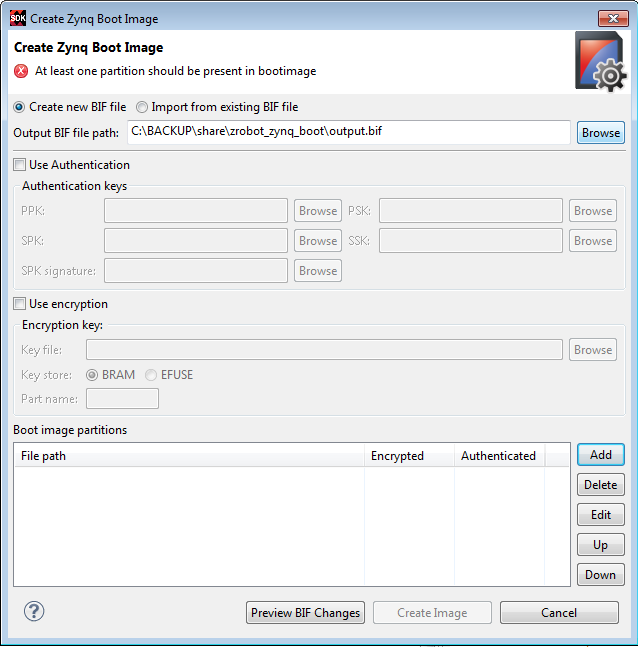 SDK Create Zynq Boot Image
Create Zynq Boot Image
At least one partition should be present in bootimage
Create new BIF file Import from existing BIF file
Output BIF file path: C:\BACKUP\share\zrobot_zynq_boot\output.bif Browse
Use Authentication
Authentication keys
PPK: Browse PSK: Browse
SPK: Browse SSK: Browse
SPK signature: Browse
Use encryption
Encryption key:
Key file: Browse
Key store: BRAM EFUSE
Part name:
Boot image partitions
File path Encrypted Authenticated Add
Delete
Edit
Up
Down
? Preview BIF Changes Create Image Cancel